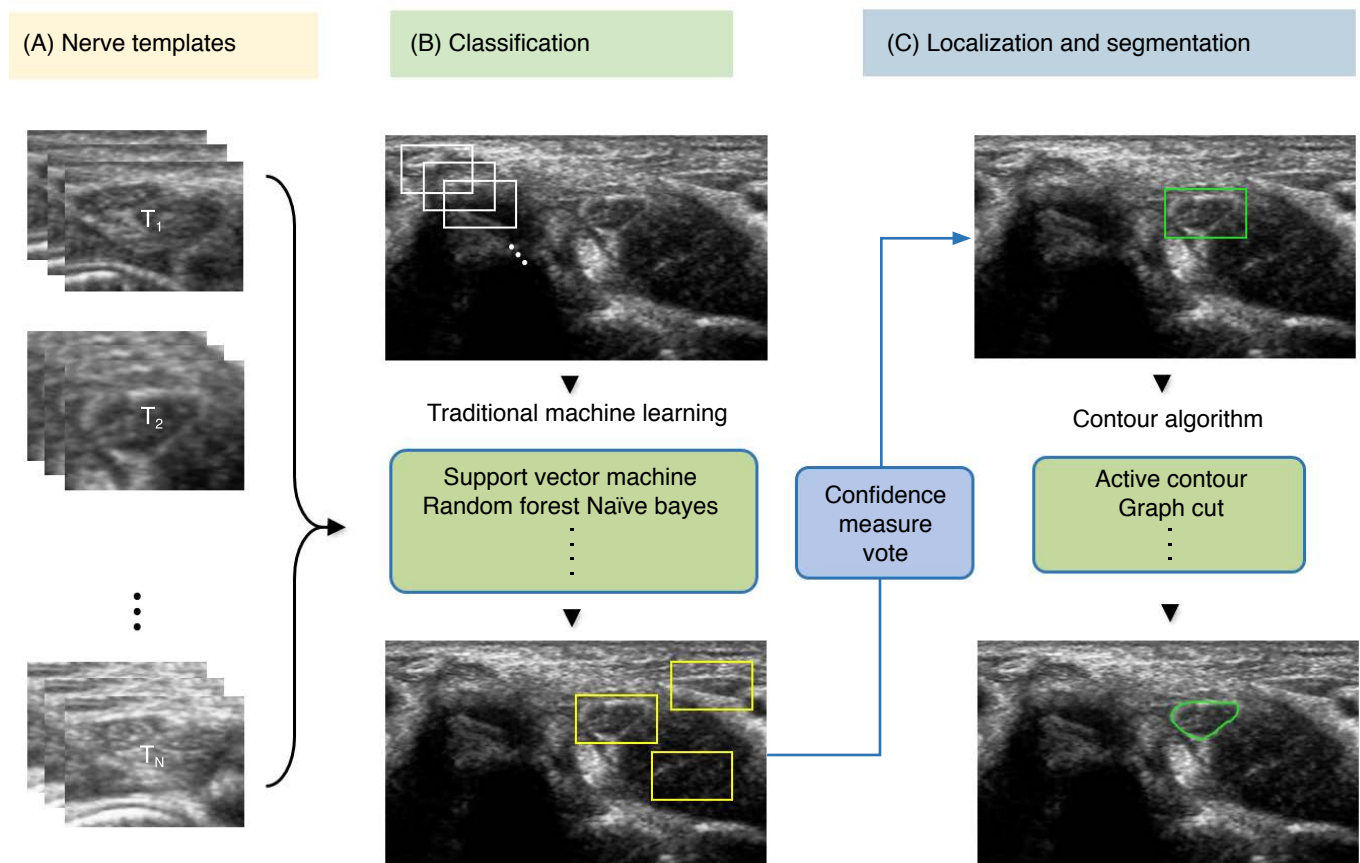 (A) Nerve templates
(B) Classification
(C) Localization and segmentation
T1
T2
TN
Traditional machine learning
Support vector machine
Random forest Naïve bayes
Confidence
measure
vote
Contour algorithm
Active contour
Graph cut